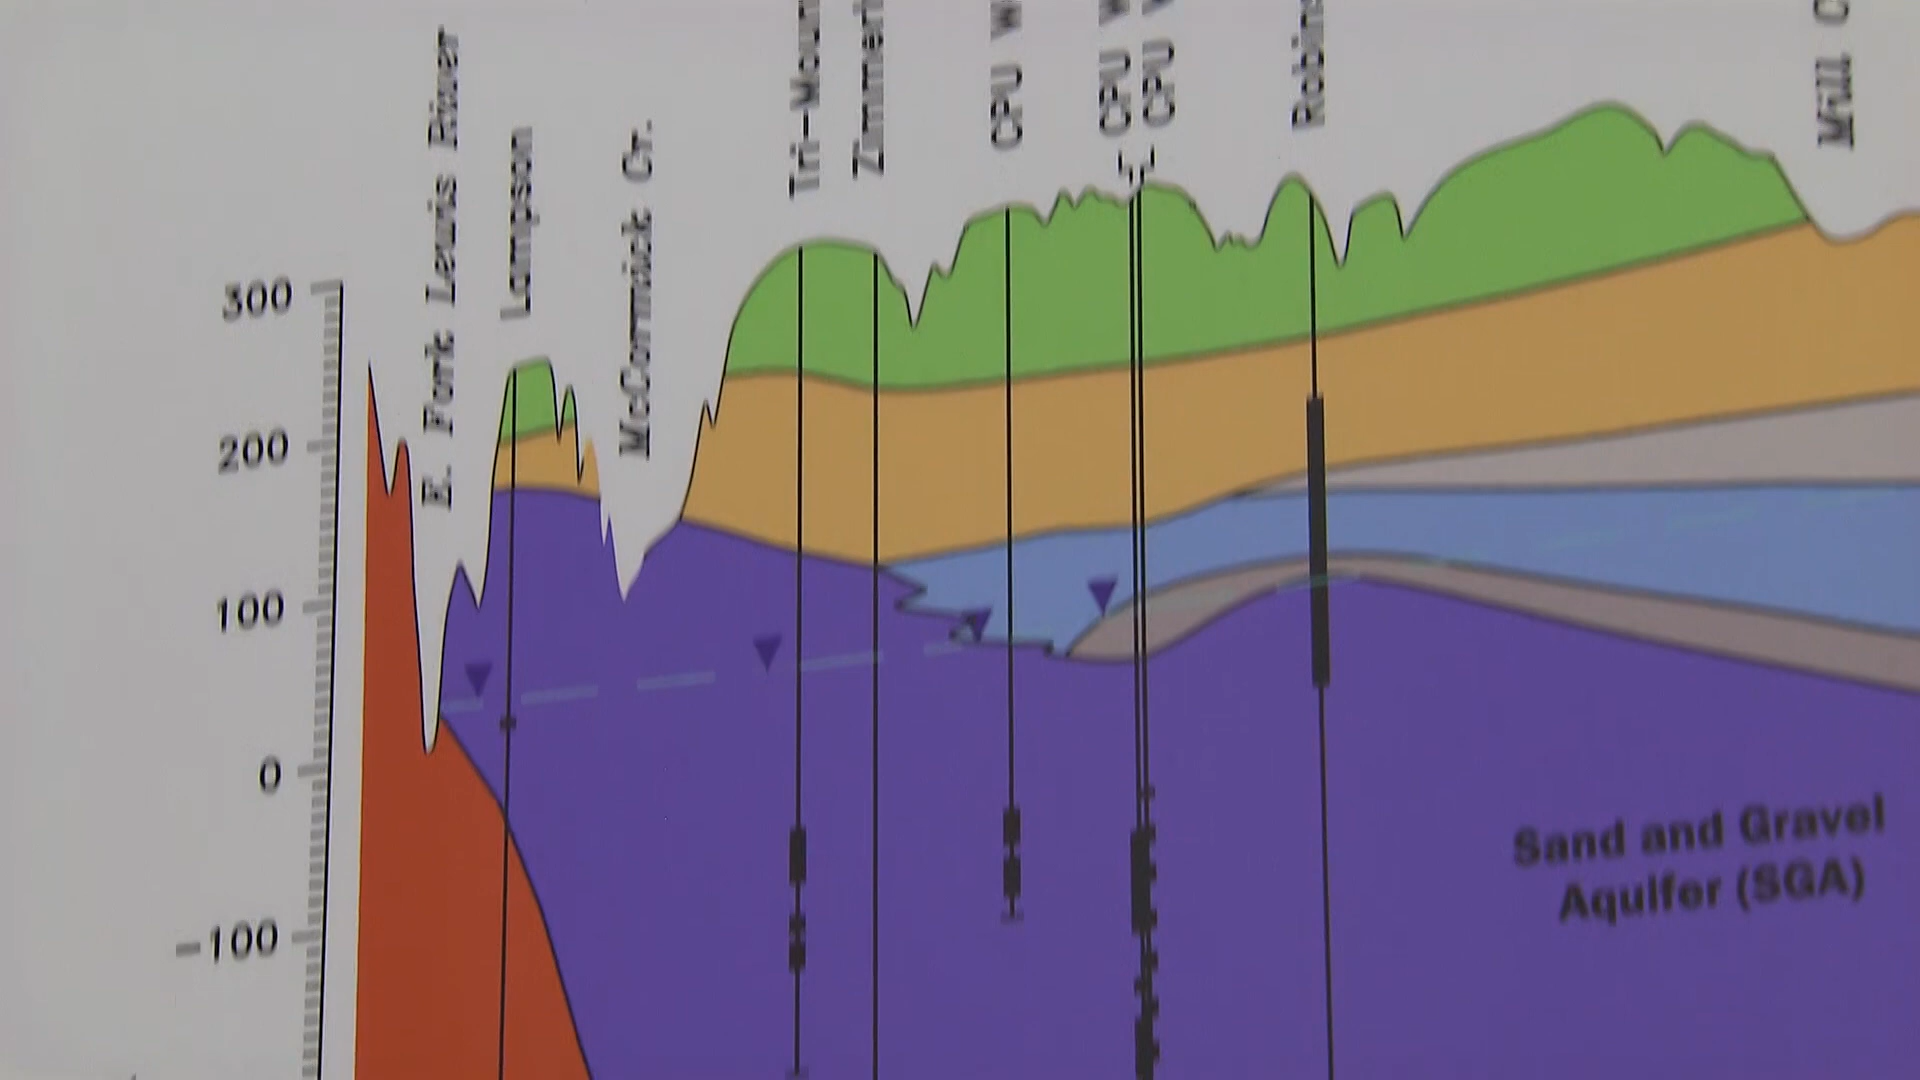 E. Fork Lewis River
Lampson
McCormick Cr.
Tri-Moun
Zimmer
CPU W
CPU W
CPU
Robins
Mill C
300
200
100
0
-100
Sand and Gravel
Aquifer (SGA)